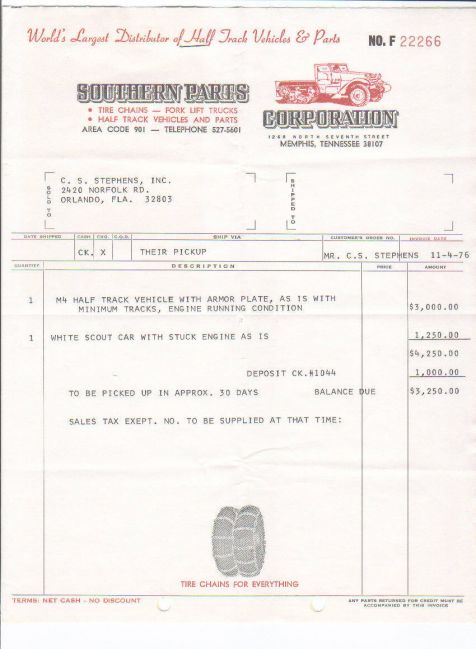 World's Largest Distributor of Half Track Vehicles & Parts
NO. F 22266
SOUTHERN PARTS
CORPORATION
• TIRE CHAINS — FORK LIFT TRUCKS
• HALF TRACK VEHICLES AND PARTS
AREA CODE 901 — TELEPHONE 527-5601
1268 NORTH SEVENTH STREET
MEMPHIS, TENNESSEE 38107
SOLD TO
C. S. STEPHENS, INC.
2420 NORFOLK RD.
ORLANDO, FLA. 32803
SHIPPED TO
DATE SHIPPED CASH CHG. C.O.D. SHIP VIA CUSTOMER'S ORDER NO. INVOICE DATE
CK. X THEIR PICKUP MR. C.S. STEPHENS 11-4-76
QUANTITY DESCRIPTION PRICE AMOUNT
1 M4 HALF TRACK VEHICLE WITH ARMOR PLATE, AS IS WITH
MINIMUM TRACKS, ENGINE RUNNING CONDITION $3,000.00
1 WHITE SCOUT CAR WITH STUCK ENGINE AS IS 1,250.00
$4,250.00
DEPOSIT CK.#1044 1,000.00
TO BE PICKED UP IN APPROX. 30 DAYS BALANCE DUE $3,250.00
SALES TAX EXEPT. NO. TO BE SUPPLIED AT THAT TIME:
TIRE CHAINS FOR EVERYTHING
TERMS: NET CASH - NO DISCOUNT
ANY PARTS RETURNED FOR CREDIT MUST BE
ACCOMPANIED BY THIS INVOICE